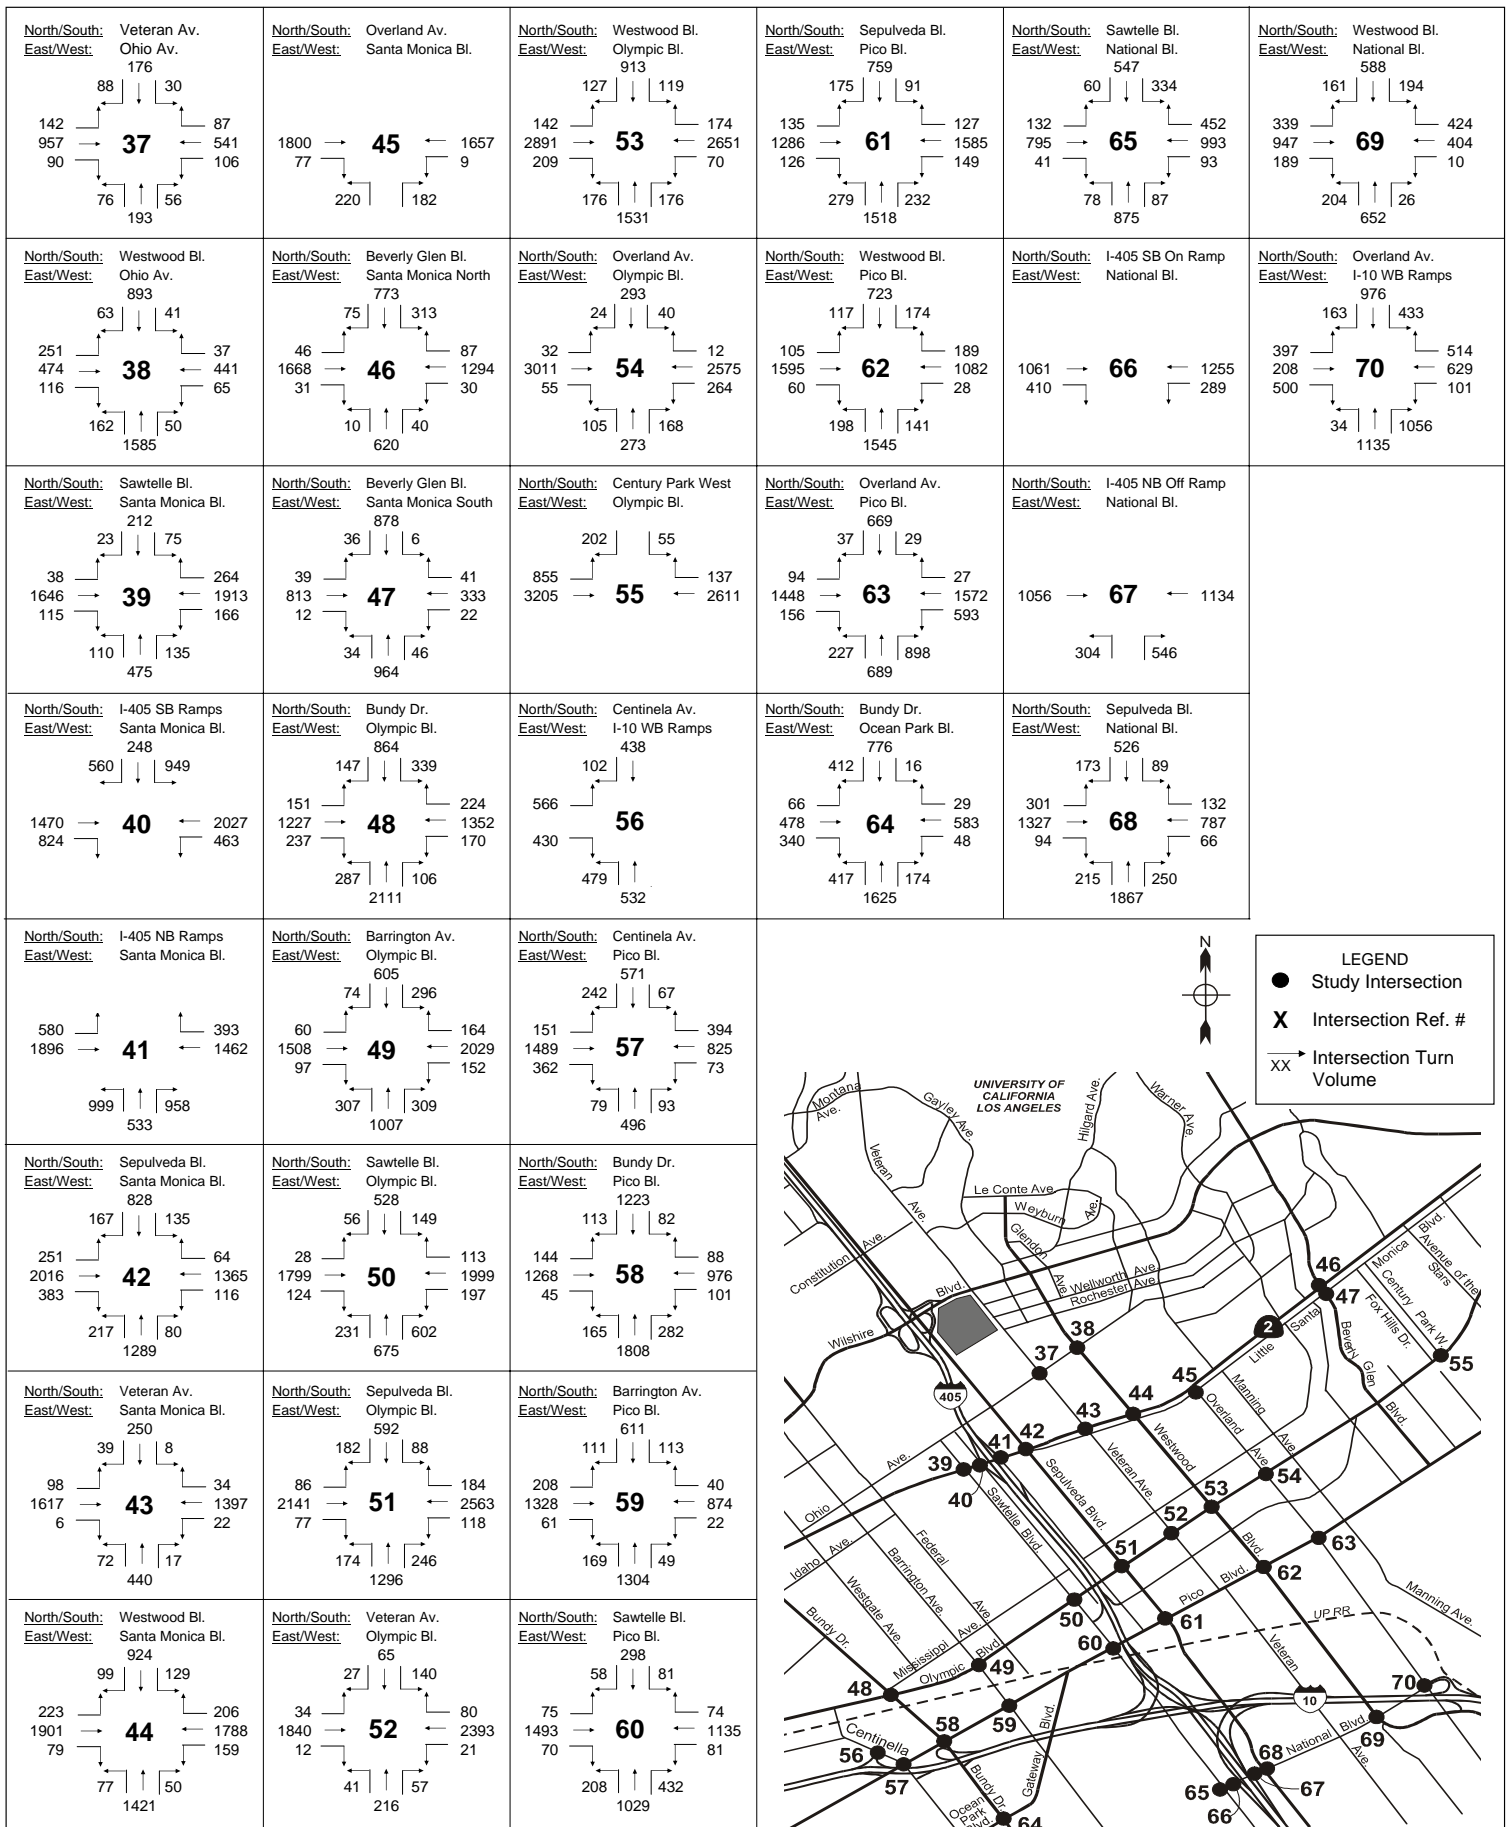 North/South: Veteran Av.
East/West: Ohio Av.
176
88 30
142 87
957 37 541
90 106
76 56
193
North/South: Overland Av.
East/West: Santa Monica Bl.
1800 45 1657
77 9
220 182
North/South: Westwood Bl.
East/West: Olympic Bl.
913
127 119
142 174
2891 53 2651
209 70
176 176
1531
North/South: Sepulveda Bl.
East/West: Pico Bl.
759
175 91
135 127
1286 61 1585
126 149
279 232
1518
North/South: Sawtelle Bl.
East/West: National Bl.
547
60 334
132 452
795 65 993
41 93
78 87
875
North/South: Westwood Bl.
East/West: National Bl.
588
161 194
339 424
947 69 404
189 10
204 26
652
North/South: Westwood Bl.
East/West: Ohio Av.
893
63 41
251 37
474 38 441
116 65
162 50
1585
North/South: Beverly Glen Bl.
East/West: Santa Monica North
773
75 313
46 87
1668 46 1294
31 30
10 40
620
North/South: Overland Av.
East/West: Olympic Bl.
293
24 40
32 12
3011 54 2575
55 264
105 168
273
North/South: Westwood Bl.
East/West: Pico Bl.
723
117 174
105 189
1595 62 1082
60 28
198 141
1545
North/South: I-405 SB On Ramp
East/West: National Bl.
1061 66 1255
410 289
North/South: Overland Av.
East/West: I-10 WB Ramps
976
163 433
397 514
208 70 629
500 101
34 1056
1135
North/South: Sawtelle Bl.
East/West: Santa Monica Bl.
212
23 75
38 264
1646 39 1913
115 166
110 135
475
North/South: Beverly Glen Bl.
East/West: Santa Monica South
878
36 6
39 41
813 47 333
12 22
34 46
964
North/South: Century Park West
East/West: Olympic Bl.
202 55
855 137
3205 55 2611
North/South: Overland Av.
East/West: Pico Bl.
669
37 29
94 27
1448 63 1572
156 593
227 898
689
North/South: I-405 NB Off Ramp
East/West: National Bl.
1056 67 1134
304 546
North/South: I-405 SB Ramps
East/West: Santa Monica Bl.
248
560 949
1470 40 2027
824 463
North/South: Bundy Dr.
East/West: Olympic Bl.
864
147 339
151 224
1227 48 1352
237 170
287 106
2111
North/South: Centinela Av.
East/West: I-10 WB Ramps
438
102
566
56
430
479
532
North/South: Bundy Dr.
East/West: Ocean Park Bl.
776
412 16
66 29
478 64 583
340 48
417 174
1625
North/South: Sepulveda Bl.
East/West: National Bl.
526
173 89
301 132
1327 68 787
94 66
215 250
1867
North/South: I-405 NB Ramps
East/West: Santa Monica Bl.
580 393
1896 41 1462
999 958
533
North/South: Barrington Av.
East/West: Olympic Bl.
605
74 296
60 164
1508 49 2029
97 152
307 309
1007
North/South: Centinela Av.
East/West: Pico Bl.
571
242 67
151 394
1489 57 825
362 73
79 93
496
North/South: Sepulveda Bl.
East/West: Santa Monica Bl.
828
167 135
251 64
2016 42 1365
383 116
217 80
1289
North/South: Sawtelle Bl.
East/West: Olympic Bl.
528
56 149
28 113
1799 50 1999
124 197
231 602
675
North/South: Bundy Dr.
East/West: Pico Bl.
1223
113 82
144 88
1268 58 976
45 101
165 282
1808
North/South: Veteran Av.
East/West: Santa Monica Bl.
250
39 8
98 34
1617 43 1397
6 22
72 17
440
North/South: Sepulveda Bl.
East/West: Olympic Bl.
592
182 88
86 184
2141 51 2563
77 118
174 246
1296
North/South: Barrington Av.
East/West: Pico Bl.
611
111 113
208 40
1328 59 874
61 22
169 49
1304
North/South: Westwood Bl.
East/West: Santa Monica Bl.
924
99 129
223 206
1901 44 1788
79 159
77 50
1421
North/South: Veteran Av.
East/West: Olympic Bl.
65
27 140
34 80
1840 52 2393
12 21
41 57
216
North/South: Sawtelle Bl.
East/West: Pico Bl.
298
58 81
75 74
1493 60 1135
70 81
208 432
1029
N
LEGEND
Study Intersection
X Intersection Ref. #
XX Intersection Turn
Volume
UNIVERSITY OF
CALIFORNIA
LOS ANGELES
Montana
Ave.
Gayley Ave.
Hilgard Ave.
Warner Ave.
Veteran
Ave.
Le Conte Ave.
Weyburn
Ave.
Glendon
Ave.
Constitution Ave.
Wellworth Ave.
Rochester Ave.
Wilshire
Blvd.
Little
Santa
Monica
Blvd.
Avenue of the
Stars
Century
Park W.
Fox Hills Dr.
Beverly
Glen
Blvd.
2
46
47
55
38
37
45
44
43
42
41
39
40
405
Overland
Ave.
Manning
Ave.
Westwood
Blvd.
Veteran Ave.
Sepulveda Blvd.
Sawtelle Blvd.
Ohio
Ave.
Idaho Ave.
Federal
Ave.
Barrington Ave.
Westgate Ave.
Bundy Dr.
Mississippi Ave.
Olympic Blvd.
54
53
52
51
50
49
48
63
62
61
60
59
58
57
56
Pico Blvd.
UP RR
Manning Ave.
Veteran
Ave.
10
70
69
68
67
66
65
64
National Blvd.
Centinella
Gateway Blvd.
Bundy Dr.
Ocean
Park
Blvd.